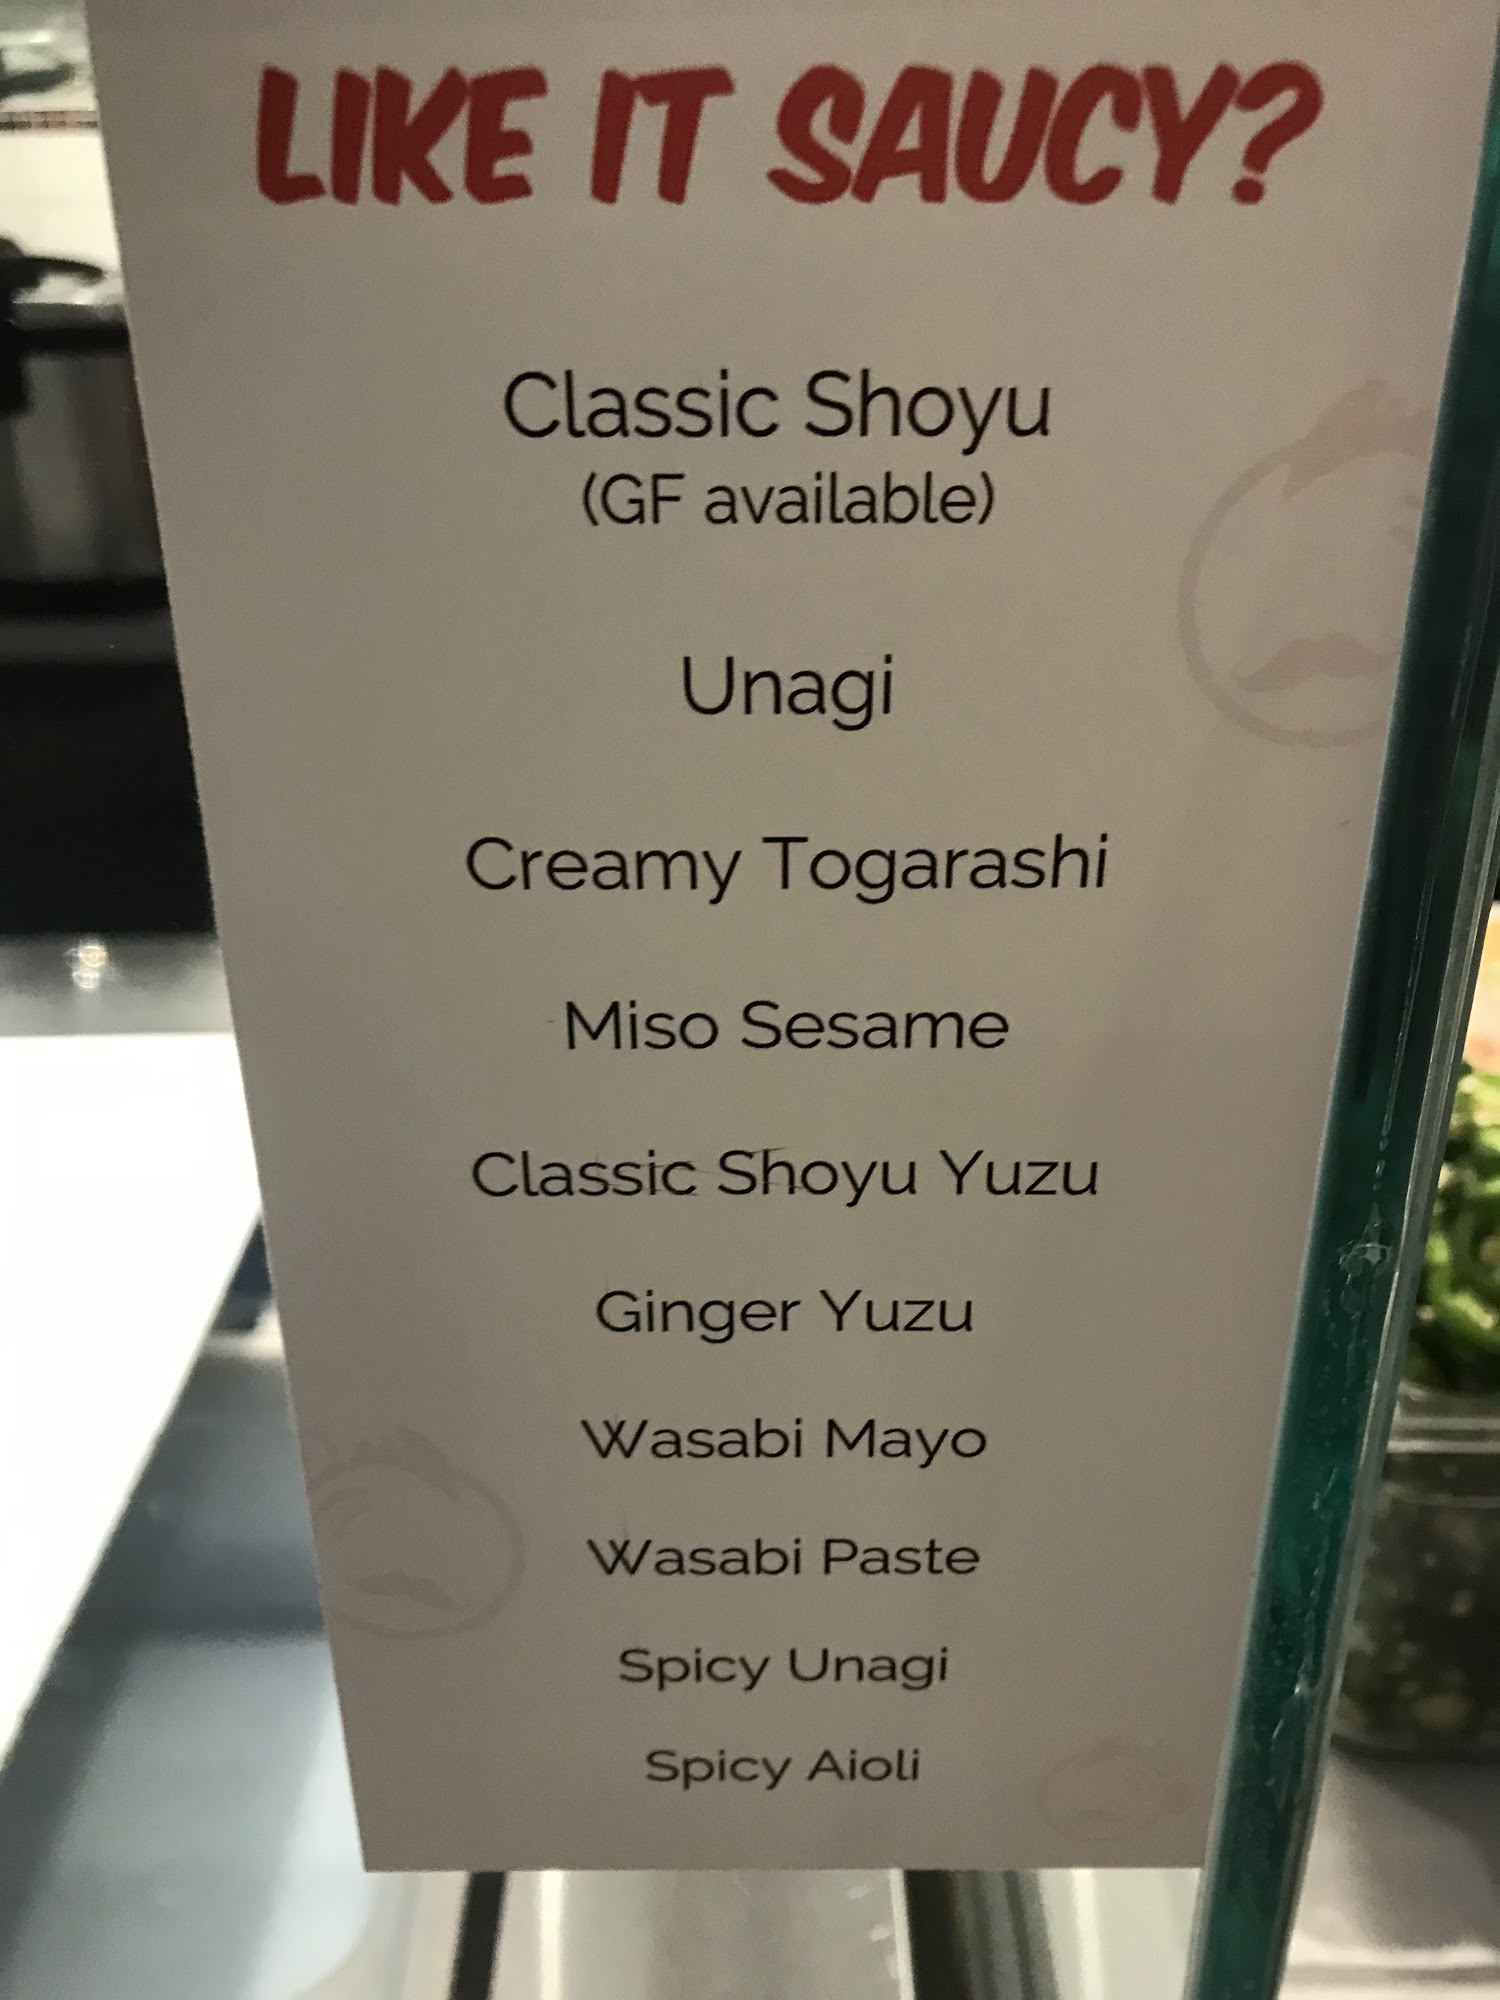 LIKE IT SAUCY?
Classic Shoyu
(GF available)
Unagi
Creamy Togarashi
Miso Sesame
Classic Shoyu Yuzu
Ginger Yuzu
Wasabi Mayo
Wasabi Paste
Spicy Unagi
Spicy Aioli